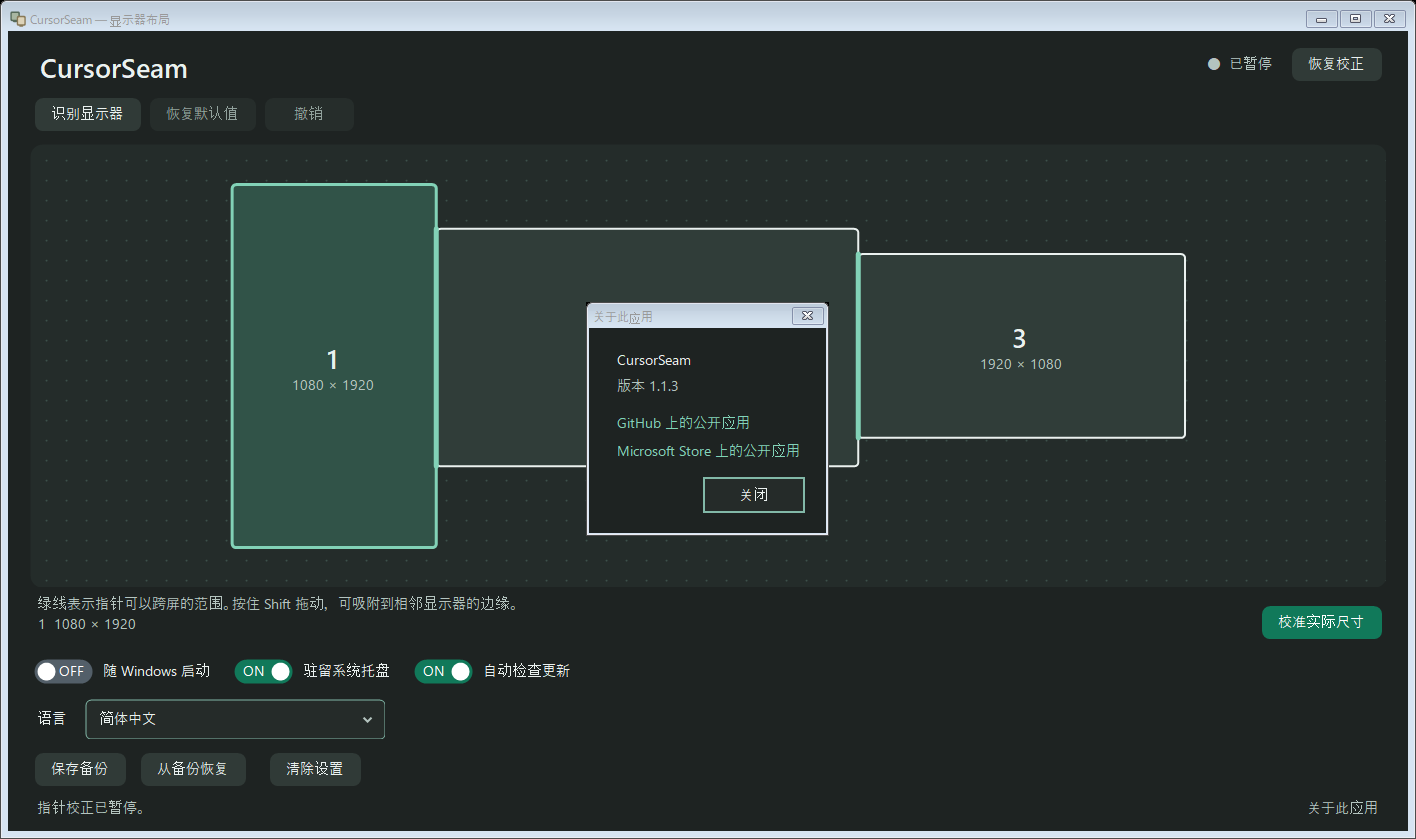 CursorSeam — 显示器布局
CursorSeam
已暂停
恢复校正
识别显示器
恢复默认值
撤销
1
1080 × 1920
3
1920 × 1080
关于此应用
CursorSeam
版本 1.1.3
GitHub 上的公开应用
Microsoft Store 上的公开应用
关闭
绿线表示指针可以跨屏的范围。按住 Shift 拖动，可吸附到相邻显示器的边缘。
1 1080 × 1920
校准实际尺寸
OFF 随 Windows 启动
ON 驻留系统托盘
ON 自动检查更新
语言
简体中文
保存备份
从备份恢复
清除设置
指针校正已暂停。
关于此应用